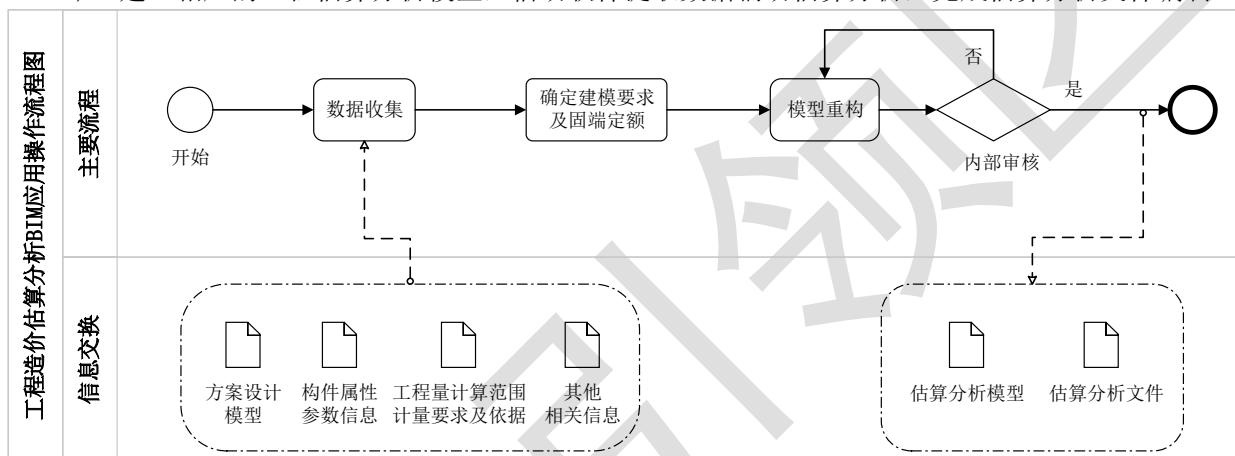 工程造价估算分析BIM应用操作流程图
主要流程
开始
数据收集
确定建模要求
及固端定额
模型重构
否
是
内部审核
信息交换
方案设计
模型
构件属性
参数信息
工程量计算范围
计量要求及依据
其他
相关信息
估算分析模型
估算分析文件